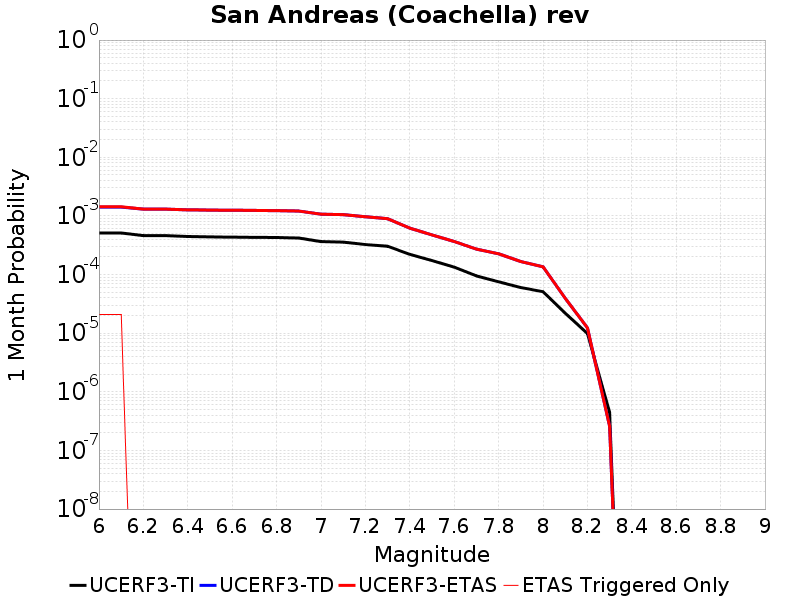 San Andreas (Coachella) rev
1 Month Probability
10^0
10^-1
10^-2
10^-3
10^-4
10^-5
10^-6
10^-7
10^-8
6 6.2 6.4 6.6 6.8 7 7.2 7.4 7.6 7.8 8 8.2 8.4 8.6 8.8 9
Magnitude
UCERF3-TI UCERF3-TD UCERF3-ETAS ETAS Triggered Only